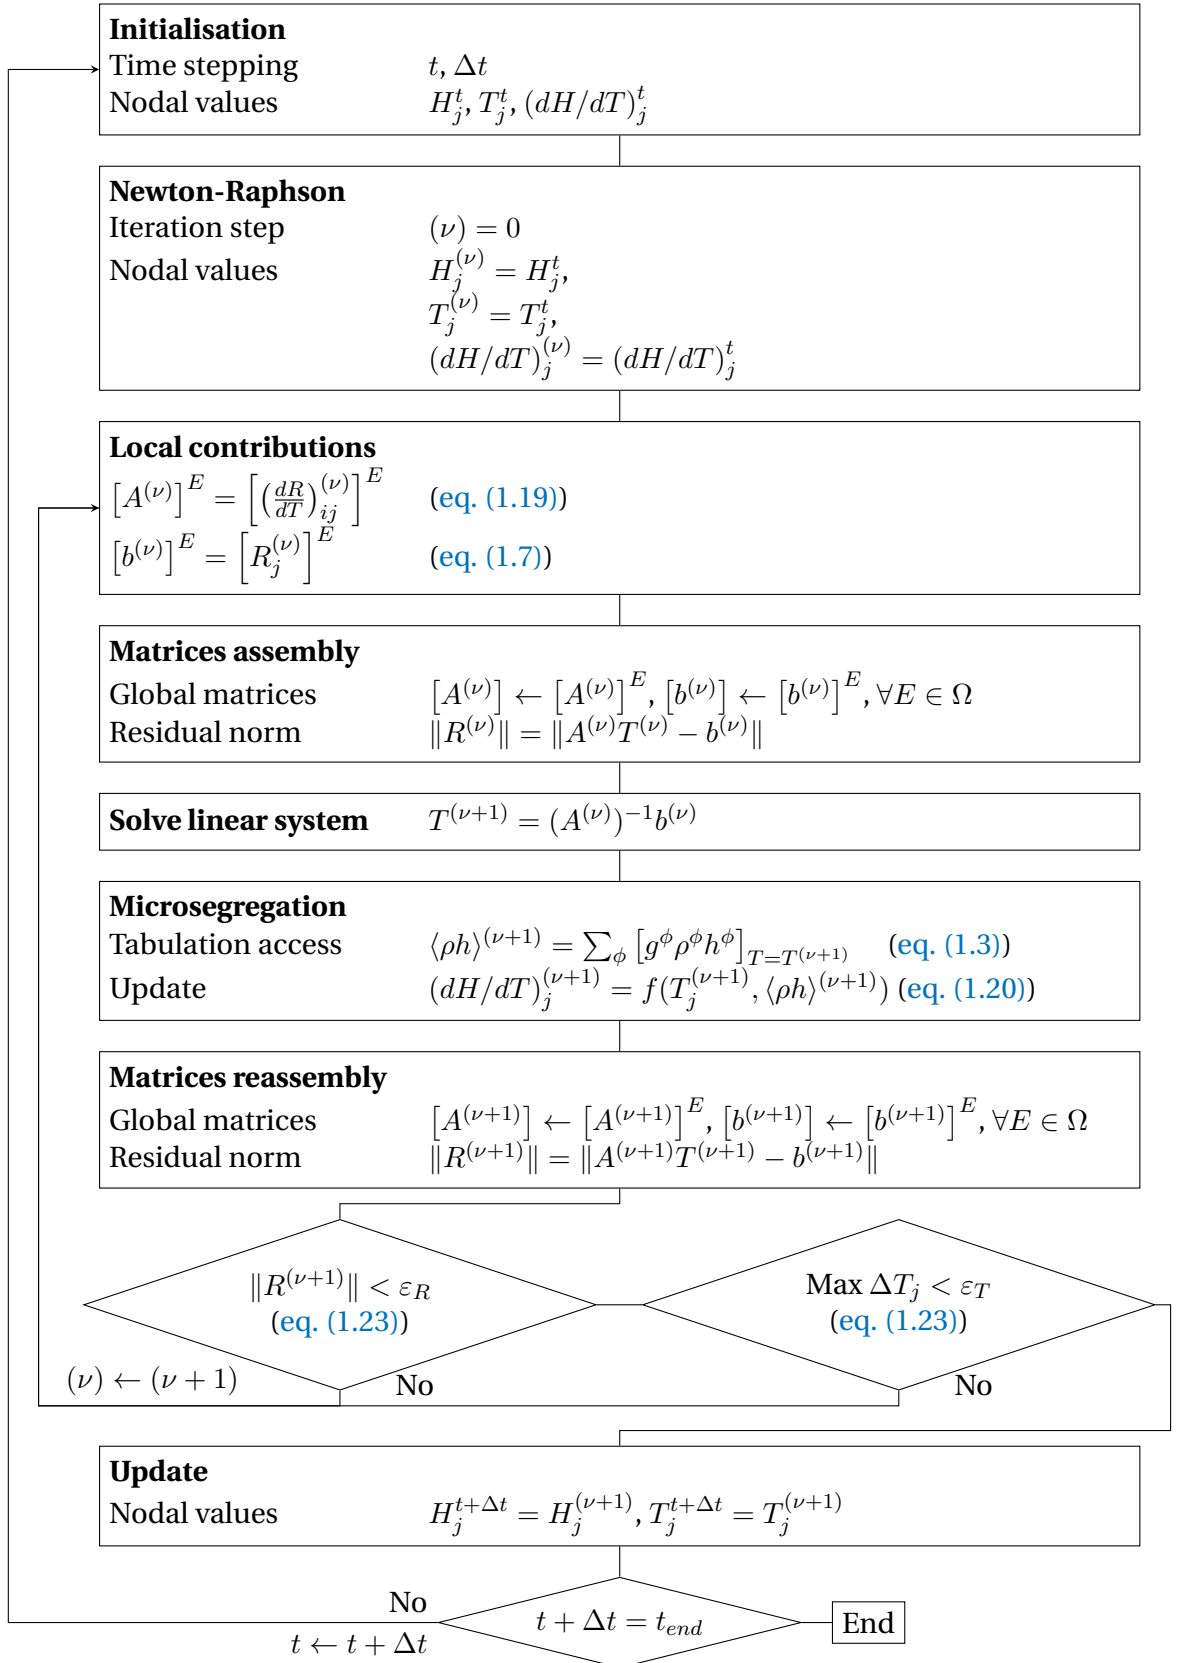 Initialisation
Time stepping t, Δt
Nodal values H_j^t, T_j^t, (dH/dT)_j^t
Newton-Raphson
Iteration step (ν) = 0
Nodal values H_j^{(ν)} = H_j^t,
T_j^{(ν)} = T_j^t,
(dH/dT)_j^{(ν)} = (dH/dT)_j^t
Local contributions
[A^{(ν)}]^E = [(dR/dT)_{ij}^{(ν)}]^E (eq. (1.19))
[b^{(ν)}]^E = [R_j^{(ν)}]^E (eq. (1.7))
Matrices assembly
Global matrices [A^{(ν)}] ← [A^{(ν)}]^E, [b^{(ν)}] ← [b^{(ν)}]^E, ∀E ∈ Ω
Residual norm ‖R^{(ν)}‖ = ‖A^{(ν)}T^{(ν)} − b^{(ν)}‖
Solve linear system T^{(ν+1)} = (A^{(ν)})^{−1}b^{(ν)}
Microsegregation
Tabulation access ⟨ρh⟩^{(ν+1)} = ∑_ϕ [g^ϕρ^ϕh^ϕ]_{T=T^{(ν+1)}} (eq. (1.3))
Update (dH/dT)_j^{(ν+1)} = f(T_j^{(ν+1)}, ⟨ρh⟩^{(ν+1)}) (eq. (1.20))
Matrices reassembly
Global matrices [A^{(ν+1)}] ← [A^{(ν+1)}]^E, [b^{(ν+1)}] ← [b^{(ν+1)}]^E, ∀E ∈ Ω
Residual norm ‖R^{(ν+1)}‖ = ‖A^{(ν+1)}T^{(ν+1)} − b^{(ν+1)}‖
‖R^{(ν+1)}‖ < ε_R
(eq. (1.23))
Max ΔT_j < ε_T
(eq. (1.23))
(ν) ← (ν + 1)
No
No
Update
Nodal values H_j^{t+Δt} = H_j^{(ν+1)}, T_j^{t+Δt} = T_j^{(ν+1)}
No
t ← t + Δt
t + Δt = t_{end}
End